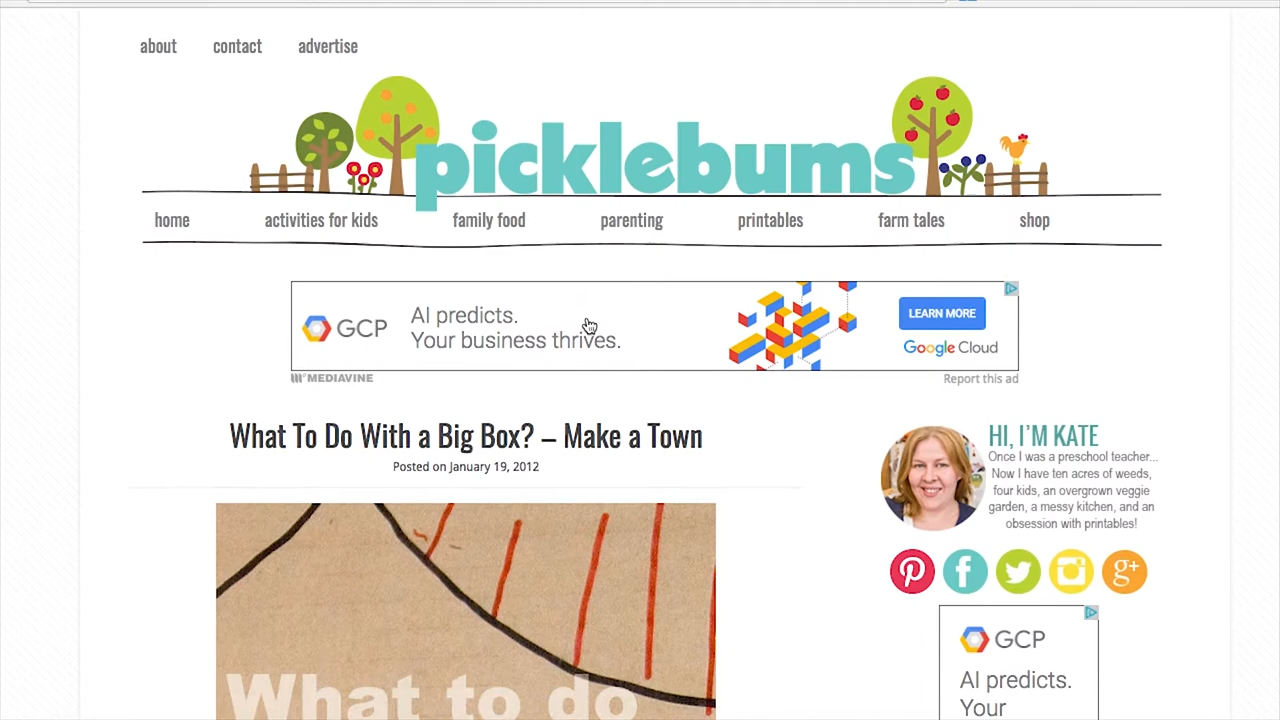 about contact advertise
picklebums
home activities for kids family food parenting printables farm tales shop
GCP
AI predicts.
Your business thrives.
LEARN MORE
Google Cloud
MEDIAVINE
Report this ad
What To Do With a Big Box? – Make a Town
Posted on January 19, 2012
What to do
HI, I'M KATE
Once I was a preschool teacher...
Now I have ten acres of weeds,
four kids, an overgrown veggie
garden, a messy kitchen, and an
obsession with printables!
g+
GCP
AI predicts.
Your